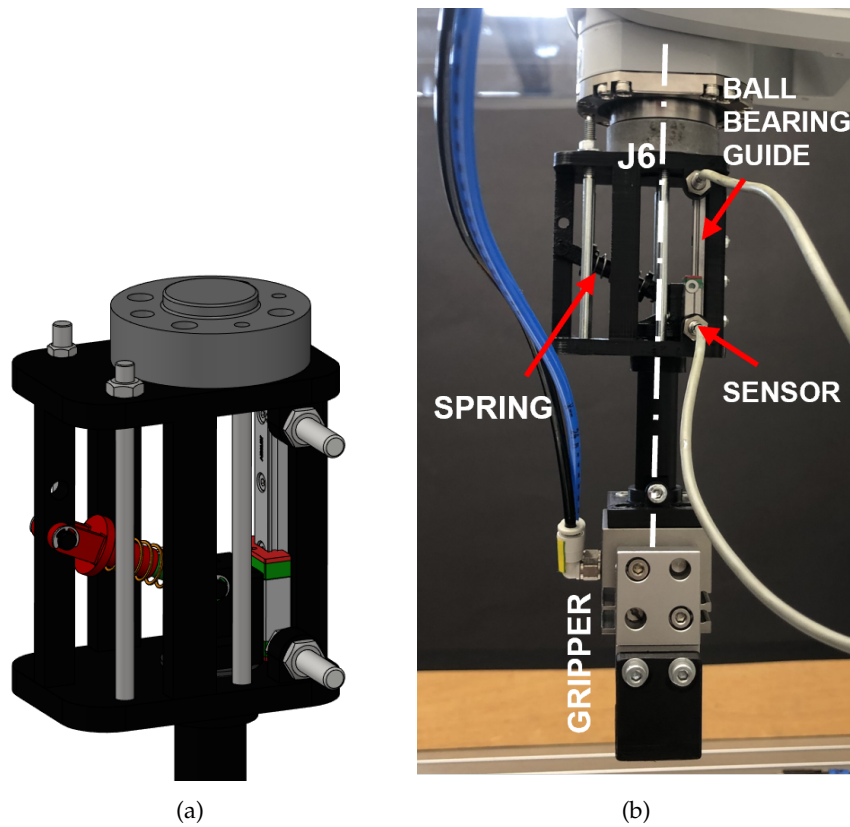 BALL
BEARING
GUIDE
J6
SPRING
SENSOR
GRIPPER
(a)
(b)